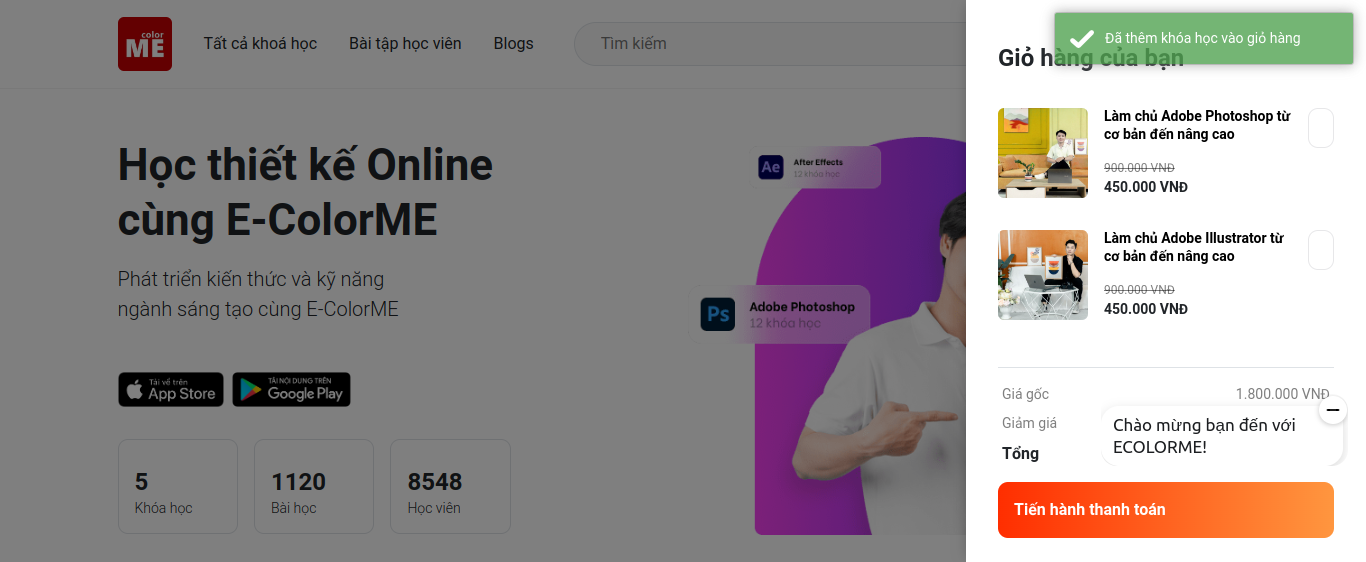 color
ME
Tất cả khoá học
Bài tập học viên
Blogs
Tìm kiếm
Học thiết kế Online
cùng E-ColorME
Phát triển kiến thức và kỹ năng
ngành sáng tạo cùng E-ColorME
Tải về trên
App Store
TẢI NỘI DUNG TRÊN
Google Play
5
Khóa học
1120
Bài học
8548
Học viên
Ae
After Effects
12 khóa học
Ps
Adobe Photoshop
12 khóa học
Đã thêm khóa học vào giỏ hàng
Giỏ hàng của bạn
Làm chủ Adobe Photoshop từ
cơ bản đến nâng cao
900.000 VNĐ
450.000 VNĐ
Làm chủ Adobe Illustrator từ
cơ bản đến nâng cao
900.000 VNĐ
450.000 VNĐ
Giá gốc
1.800.000 VNĐ
Giảm giá
Tổng
Chào mừng bạn đến với
ECOLORME!
Tiến hành thanh toán